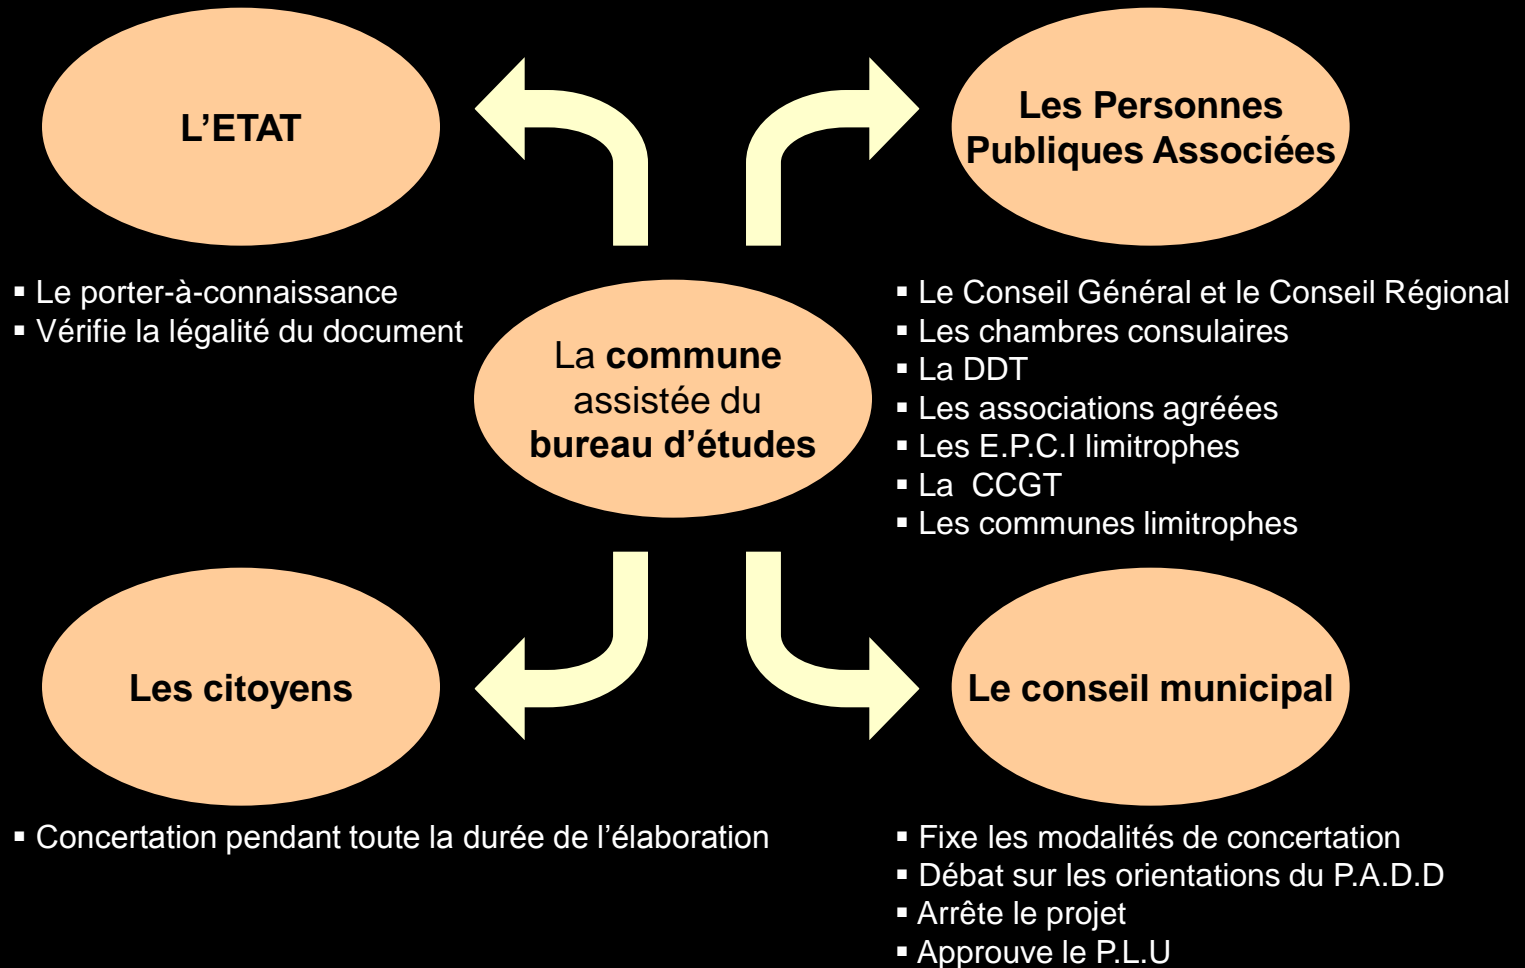 L’ETAT
▪ Le porter-à-connaissance
▪ Vérifie la légalité du document
Les Personnes
Publiques Associées
▪ Le Conseil Général et le Conseil Régional
▪ Les chambres consulaires
▪ La DDT
▪ Les associations agréées
▪ Les E.P.C.I limitrophes
▪ La CCGT
▪ Les communes limitrophes
La commune
assistée du
bureau d’études
Les citoyens
▪ Concertation pendant toute la durée de l’élaboration
Le conseil municipal
▪ Fixe les modalités de concertation
▪ Débat sur les orientations du P.A.D.D
▪ Arrête le projet
▪ Approuve le P.L.U